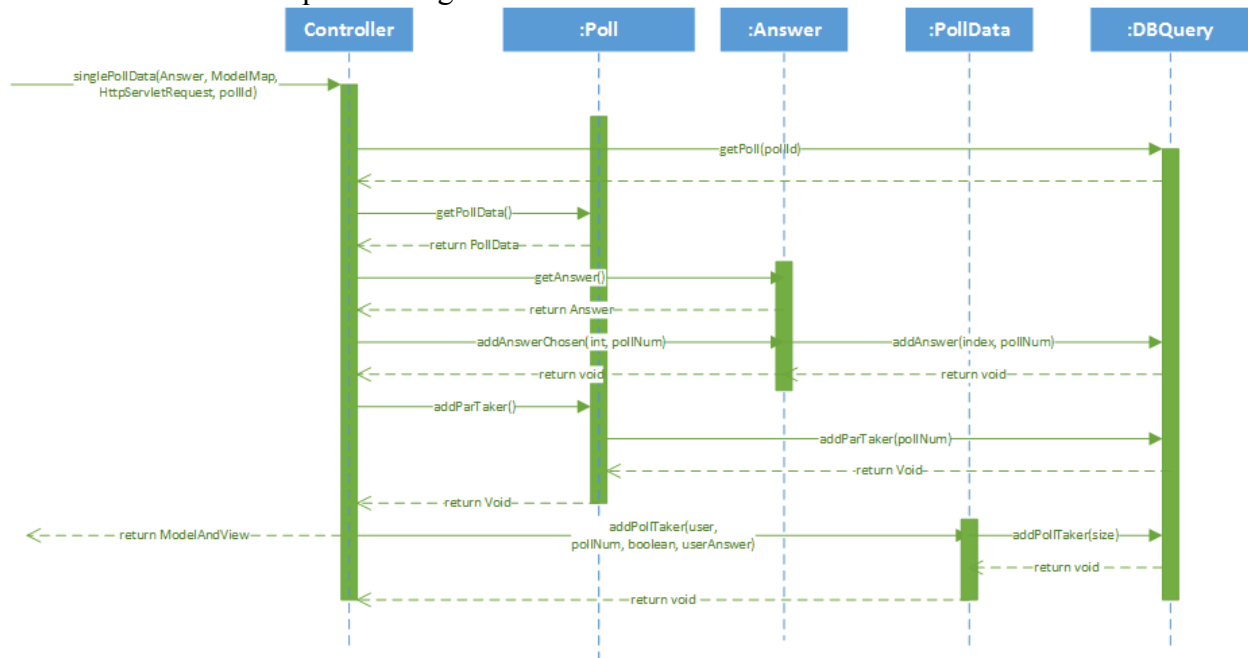 Controller
:Poll
:Answer
:PollData
:DBQuery
singlePollData(Answer, ModelMap,
HttpServletRequest, pollId)
getPoll(pollId)
getPollData()
return PollData
getAnswer()
return Answer
addAnswerChosen(int, pollNum)
addAnswer(index, pollNum)
return void
return void
addParTaker()
addParTaker(pollNum)
return Void
return Void
return ModelAndView
addPollTaker(user,
pollNum, boolean, userAnswer)
addPollTaker(size)
return void
return void